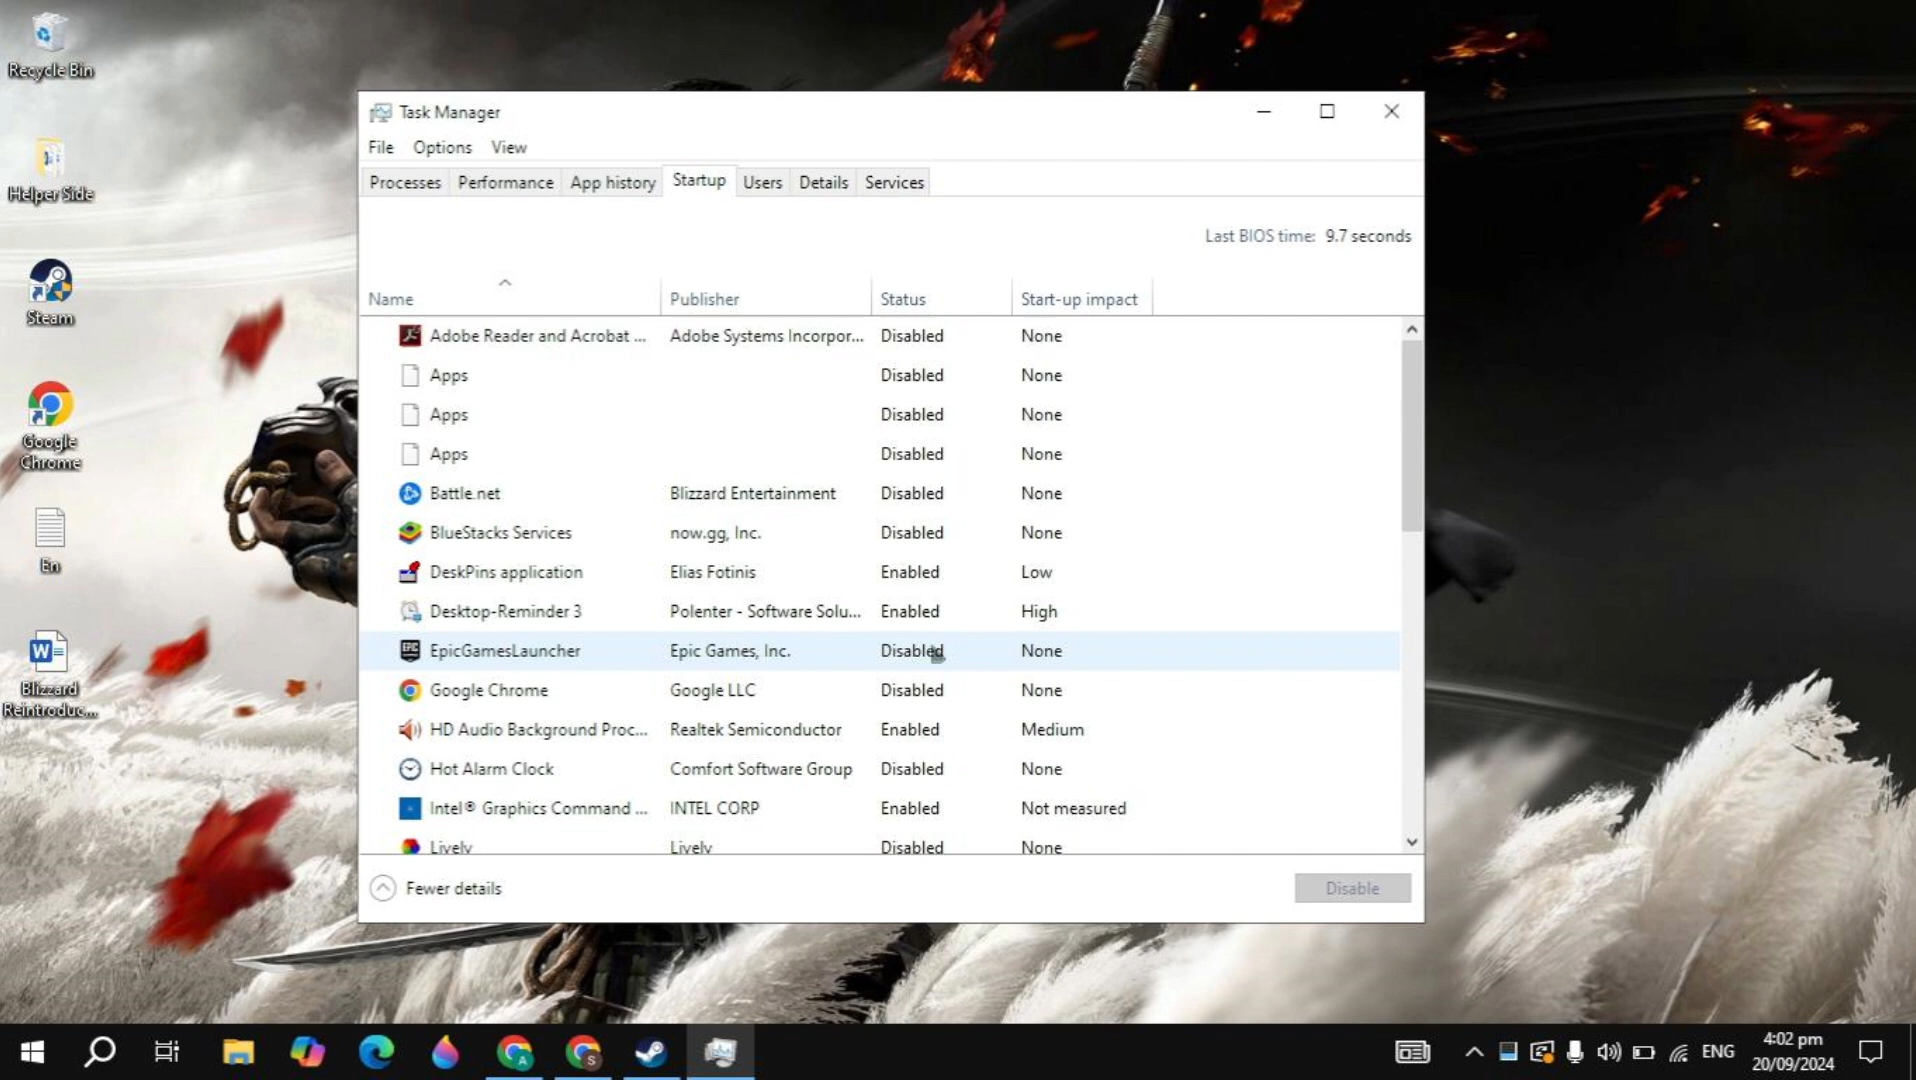 Recycle Bin
Helper Side
Steam
Google
Chrome
En
Blizzard
Reintroduc...
Task Manager
File Options View
Processes Performance App history Startup Users Details Services
Last BIOS time: 9.7 seconds
Name Publisher Status Start-up impact
Adobe Reader and Acrobat ... Adobe Systems Incorpor... Disabled None
Apps Disabled None
Apps Disabled None
Apps Disabled None
Battle.net Blizzard Entertainment Disabled None
BlueStacks Services now.gg, Inc. Disabled None
DeskPins application Elias Fotinis Enabled Low
Desktop-Reminder 3 Polenter - Software Solu... Enabled High
EpicGamesLauncher Epic Games, Inc. Disabled None
Google Chrome Google LLC Disabled None
HD Audio Background Proc... Realtek Semiconductor Enabled Medium
Hot Alarm Clock Comfort Software Group Disabled None
Intel® Graphics Command ... INTEL CORP Enabled Not measured
Lively Lively Disabled None
Fewer details Disable
ENG
4:02 pm
20/09/2024